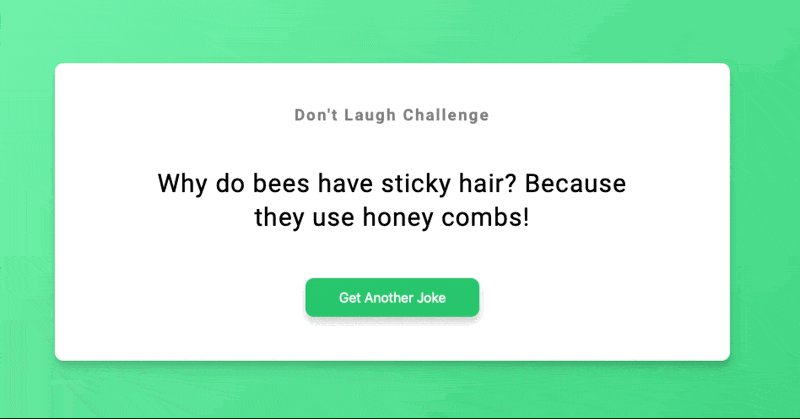 Don't Laugh Challenge
Why do bees have sticky hair? Because
they use honey combs!
Get Another Joke